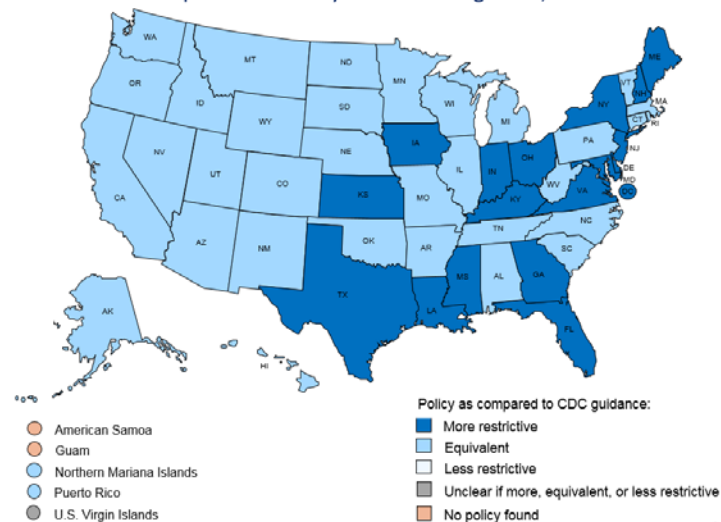 WA
MT
ND
MN
ME
VT
NH
OR
ID
SD
WI
NY
MA
WY
MI
CT
RI
IA
PA
NJ
NV
NE
OH
DE
UT
IL
IN
MD
CO
WV
DC
CA
KS
MO
VA
KY
NC
OK
TN
AZ
NM
AR
SC
MS
AL
GA
TX
LA
FL
AK
HI
American Samoa
Guam
Northern Mariana Islands
Puerto Rico
U.S. Virgin Islands
Policy as compared to CDC guidance:
More restrictive
Equivalent
Less restrictive
Unclear if more, equivalent, or less restrictive
No policy found